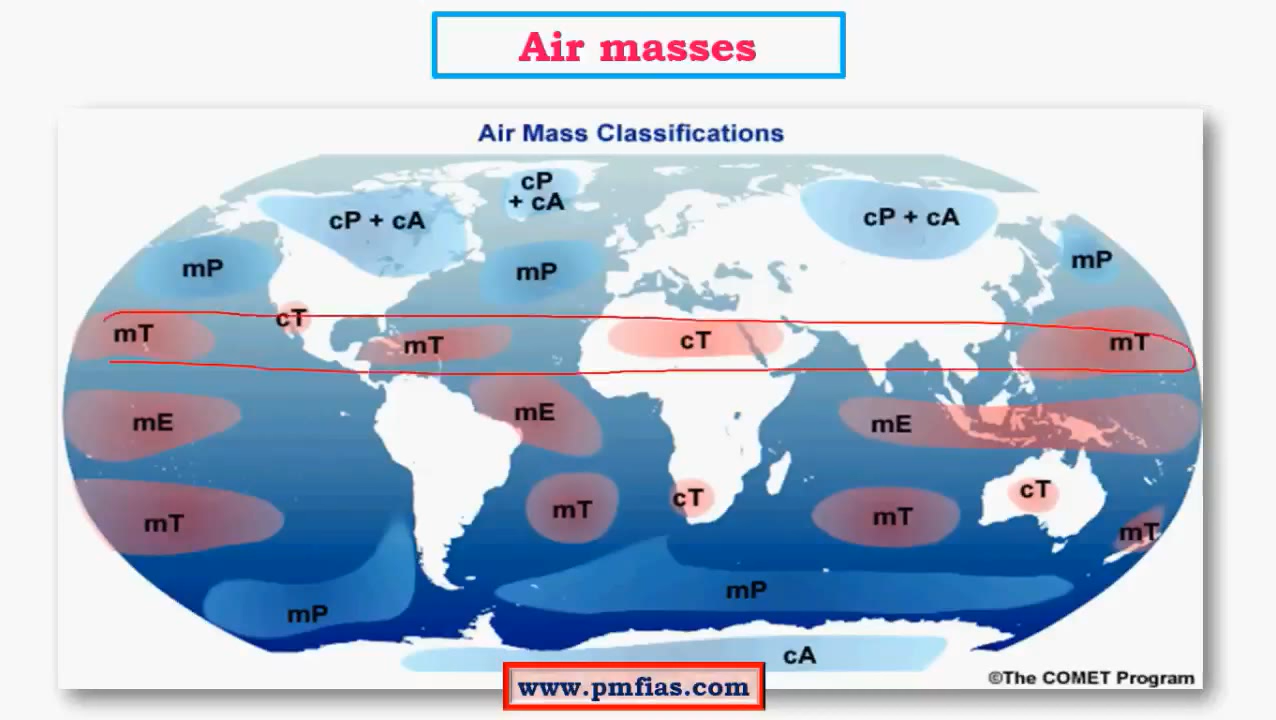 Air masses
Air Mass Classifications
cP
+ cA
cP + cA
cP + cA
mP
mP
mP
cT
mT
mT
cT
mT
mE
mE
mE
mT
mT
cT
mT
cT
mT
mP
mP
cA
©The COMET Program
www.pmfias.com